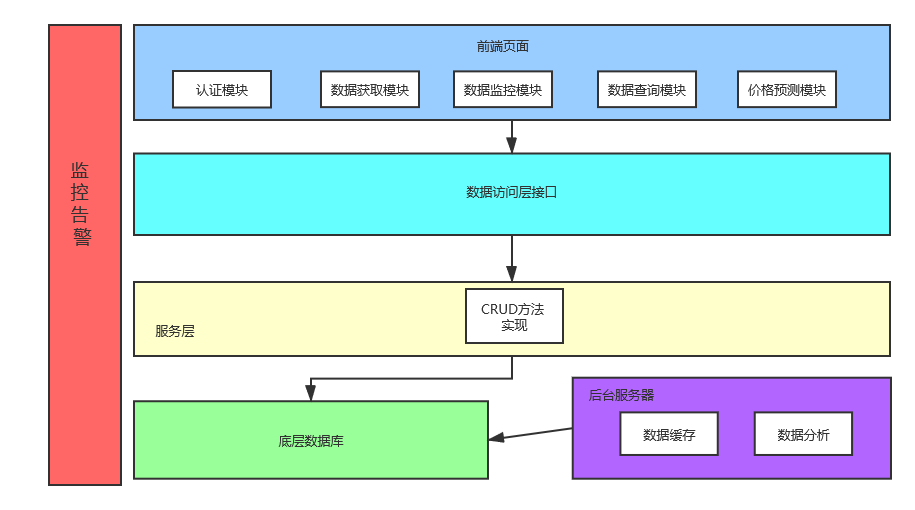 监
控
告
警
前端页面
认证模块
数据获取模块
数据监控模块
数据查询模块
价格预测模块
数据访问层接口
CRUD方法
实现
服务层
底层数据库
后台服务器
数据缓存
数据分析